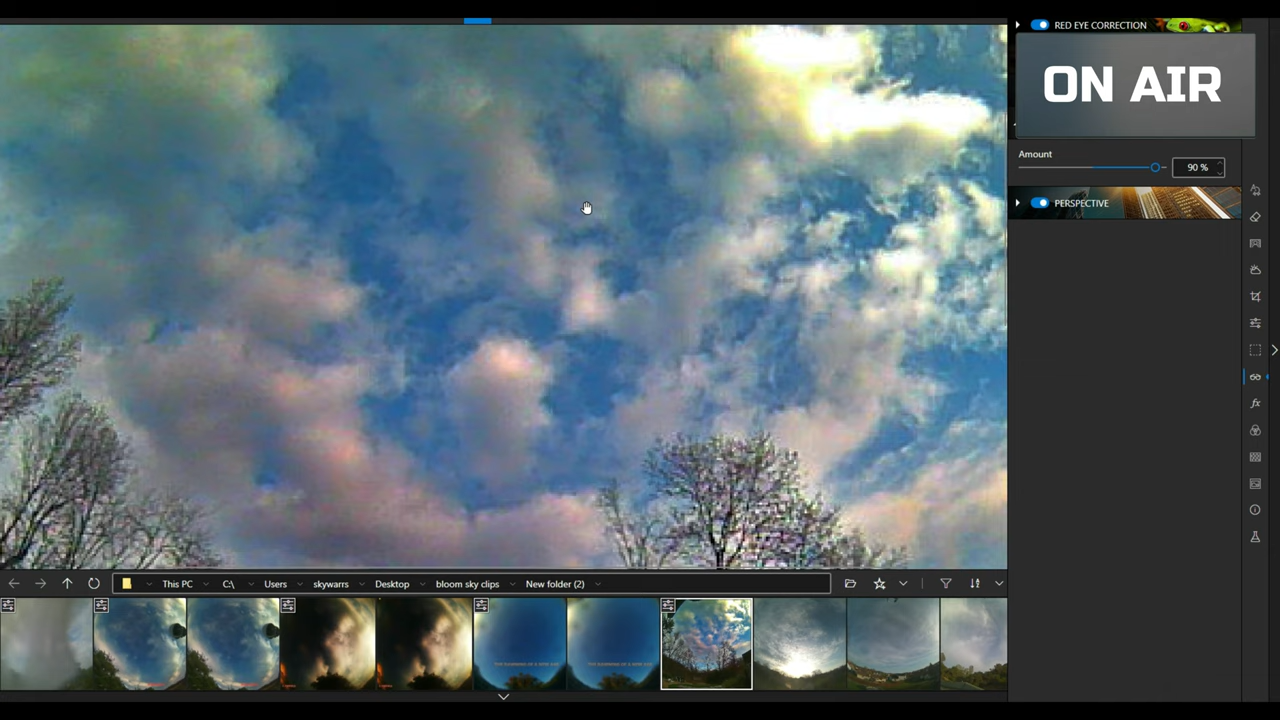 RED EYE CORRECTION
ON AIR
Amount
90 %
PERSPECTIVE
This PC
C:\
Users
skywarrs
Desktop
bloom sky clips
New folder (2)